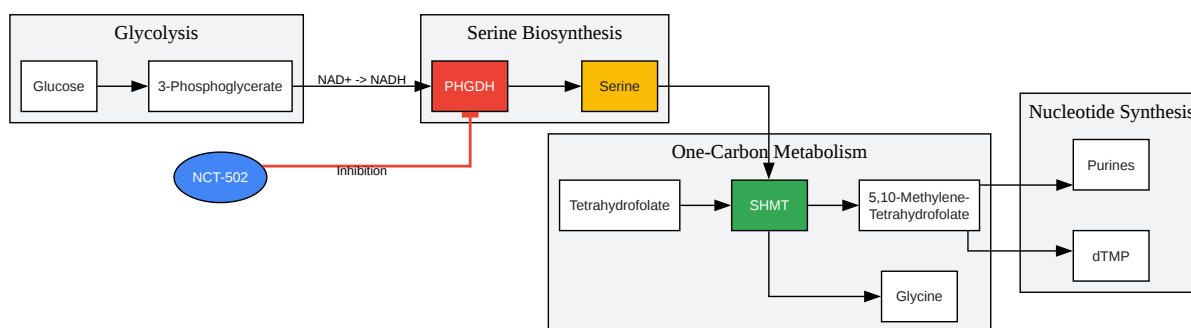 Glycolysis
Serine Biosynthesis
Glucose
3-Phosphoglycerate
NAD+ -> NADH
PHGDH
Serine
NCT-502
Inhibition
One-Carbon Metabolism
Nucleotide Synthesis
Tetrahydrofolate
SHMT
5,10-Methylene-
Tetrahydrofolate
Purines
dTMP
Glycine